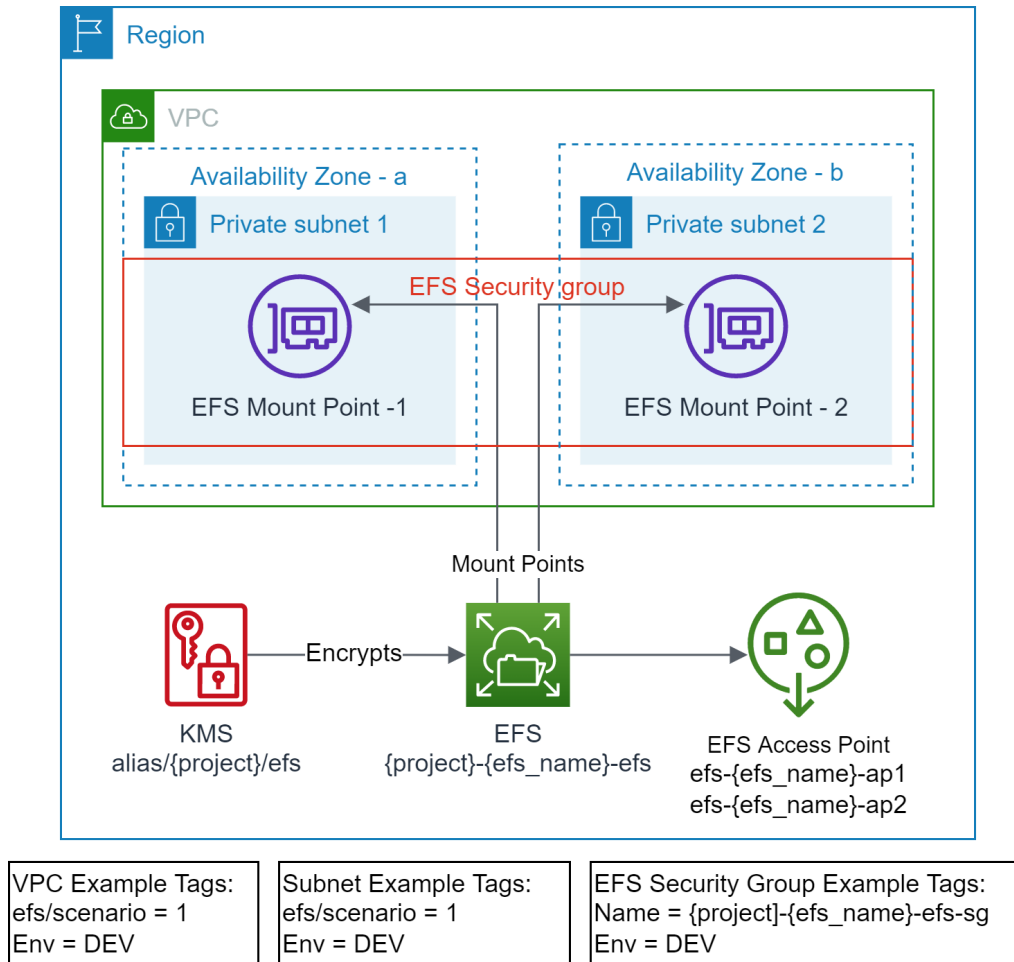 Region
VPC
Availability Zone - a
Availability Zone - b
Private subnet 1
Private subnet 2
EFS Security group
EFS Mount Point -1
EFS Mount Point - 2
Mount Points
Encrypts
KMS
alias/{project}/efs
EFS
{project}-{efs_name}-efs
EFS Access Point
efs-{efs_name}-ap1
efs-{efs_name}-ap2
VPC Example Tags:
efs/scenario = 1
Env = DEV
Subnet Example Tags:
efs/scenario = 1
Env = DEV
EFS Security Group Example Tags:
Name = {project]-{efs_name}-efs-sg
Env = DEV